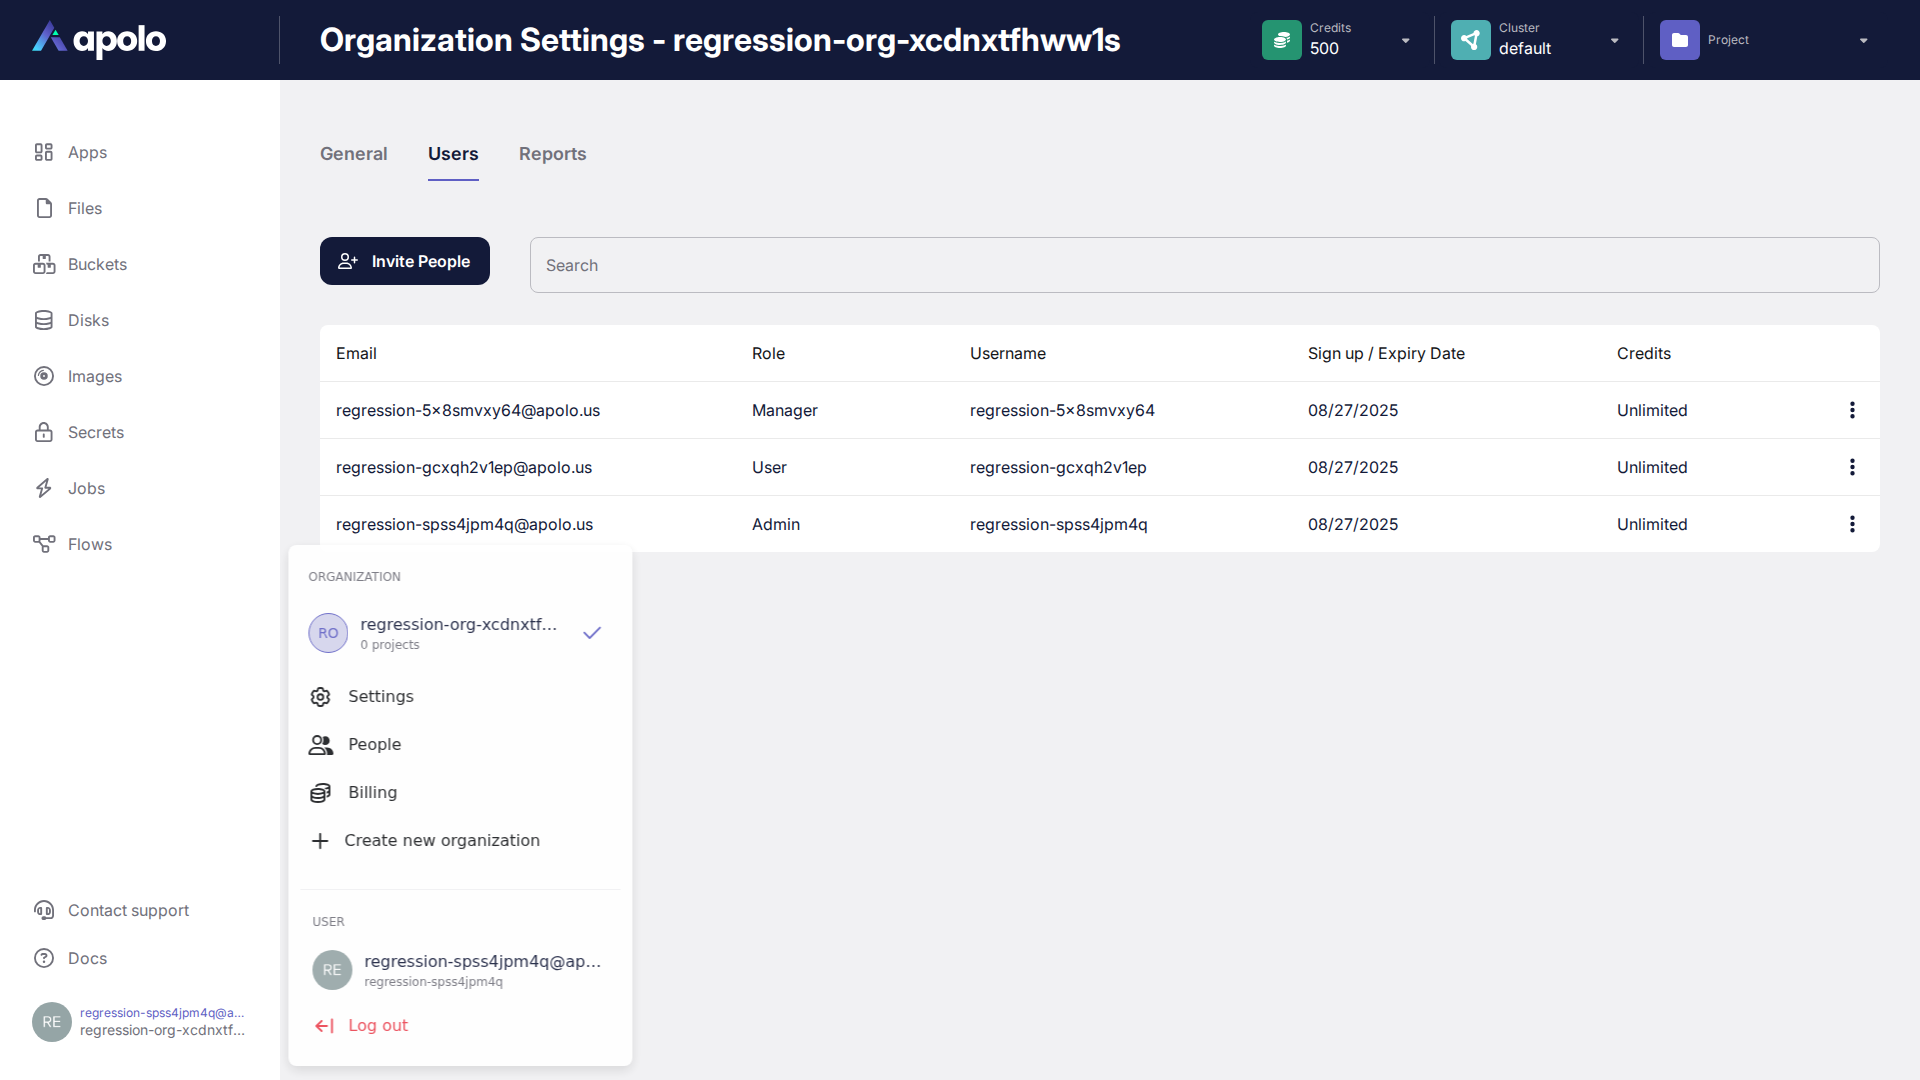 apolo
Organization Settings - regression-org-xcdnxtfhww1s
Credits
500
Cluster
default
Project
Apps
Files
Buckets
Disks
Images
Secrets
Jobs
Flows
Contact support
Docs
RE
regression-spss4jpm4q@a...
regression-org-xcdnxtf...
General
Users
Reports
Invite People
Search
Email Role Username Sign up / Expiry Date Credits
regression-5x8smvxy64@apolo.us Manager regression-5x8smvxy64 08/27/2025 Unlimited
regression-gcxqh2v1ep@apolo.us User regression-gcxqh2v1ep 08/27/2025 Unlimited
regression-spss4jpm4q@apolo.us Admin regression-spss4jpm4q 08/27/2025 Unlimited
ORGANIZATION
RO
regression-org-xcdnxtf...
0 projects
Settings
People
Billing
Create new organization
USER
RE
regression-spss4jpm4q@ap...
regression-spss4jpm4q
Log out